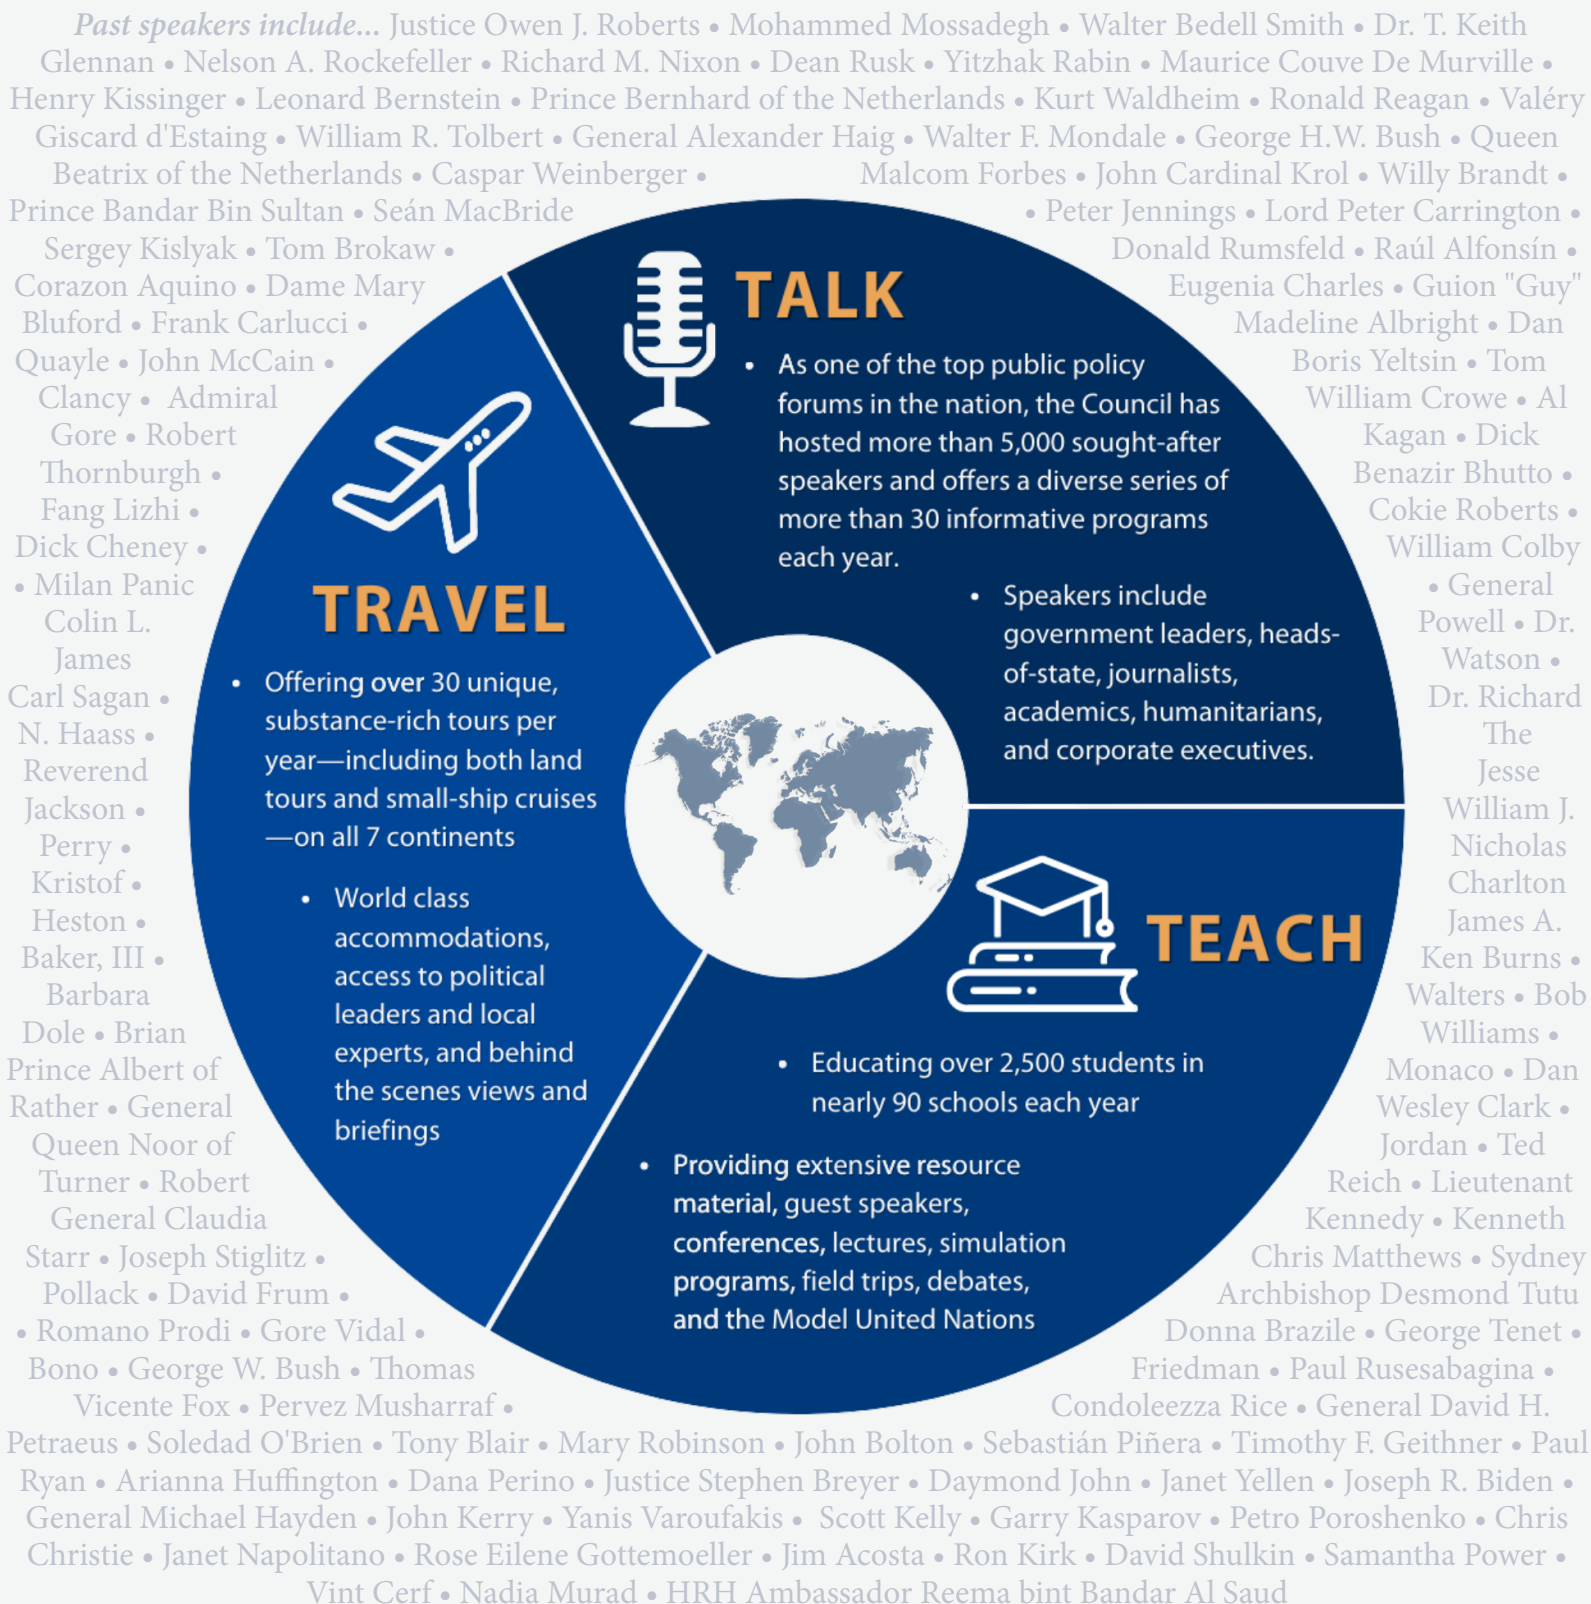 Past speakers include... Justice Owen J. Roberts • Mohammed Mossadegh • Walter Bedell Smith • Dr. T. Keith
Glennan • Nelson A. Rockefeller • Richard M. Nixon • Dean Rusk • Yitzhak Rabin • Maurice Couve De Murville •
Henry Kissinger • Leonard Bernstein • Prince Bernhard of the Netherlands • Kurt Waldheim • Ronald Reagan • Valéry
Giscard d'Estaing • William R. Tolbert • General Alexander Haig • Walter F. Mondale • George H.W. Bush • Queen
Beatrix of the Netherlands • Caspar Weinberger • Malcom Forbes • John Cardinal Krol • Willy Brandt •
Prince Bandar Bin Sultan • Seán MacBride • Peter Jennings • Lord Peter Carrington •
Sergey Kislyak • Tom Brokaw • Donald Rumsfeld • Raúl Alfonsín •
Corazon Aquino • Dame Mary Eugenia Charles • Guion "Guy"
Bluford • Frank Carlucci • Madeline Albright • Dan
Quayle • John McCain • Boris Yeltsin • Tom
Clancy • Admiral William Crowe • Al
Gore • Robert Kagan • Dick
Thornburgh • Benazir Bhutto •
Fang Lizhi • Cokie Roberts •
Dick Cheney • William Colby
• Milan Panic • General
Colin L. Powell • Dr.
James Watson •
Carl Sagan • Dr. Richard
N. Haass • The
Reverend Jesse
Jackson • William J.
Perry • Nicholas
Kristof • Charlton
Heston • James A.
Baker, III • Ken Burns •
Barbara Walters • Bob
Dole • Brian Williams •
Prince Albert of Monaco • Dan
Rather • General Wesley Clark •
Queen Noor of Jordan • Ted
Turner • Robert Reich • Lieutenant
General Claudia Kennedy • Kenneth
Starr • Joseph Stiglitz • Chris Matthews • Sydney
Pollack • David Frum • Archbishop Desmond Tutu
• Romano Prodi • Gore Vidal • Donna Brazile • George Tenet •
Bono • George W. Bush • Thomas Friedman • Paul Rusesabagina •
Vicente Fox • Pervez Musharraf • Condoleezza Rice • General David H.
Petraeus • Soledad O'Brien • Tony Blair • Mary Robinson • John Bolton • Sebastián Piñera • Timothy F. Geithner • Paul
Ryan • Arianna Huffington • Dana Perino • Justice Stephen Breyer • Daymond John • Janet Yellen • Joseph R. Biden •
General Michael Hayden • John Kerry • Yanis Varoufakis • Scott Kelly • Garry Kasparov • Petro Poroshenko • Chris
Christie • Janet Napolitano • Rose Eilene Gottemoeller • Jim Acosta • Ron Kirk • David Shulkin • Samantha Power •
Vint Cerf • Nadia Murad • HRH Ambassador Reema bint Bandar Al Saud
TALK
• As one of the top public policy
forums in the nation, the Council has
hosted more than 5,000 sought-after
speakers and offers a diverse series of
more than 30 informative programs
each year.
• Speakers include
government leaders, heads-
of-state, journalists,
academics, humanitarians,
and corporate executives.
TRAVEL
• Offering over 30 unique,
substance-rich tours per
year—including both land
tours and small-ship cruises
—on all 7 continents
• World class
accommodations,
access to political
leaders and local
experts, and behind
the scenes views and
briefings
TEACH
• Educating over 2,500 students in
nearly 90 schools each year
• Providing extensive resource
material, guest speakers,
conferences, lectures, simulation
programs, field trips, debates,
and the Model United Nations